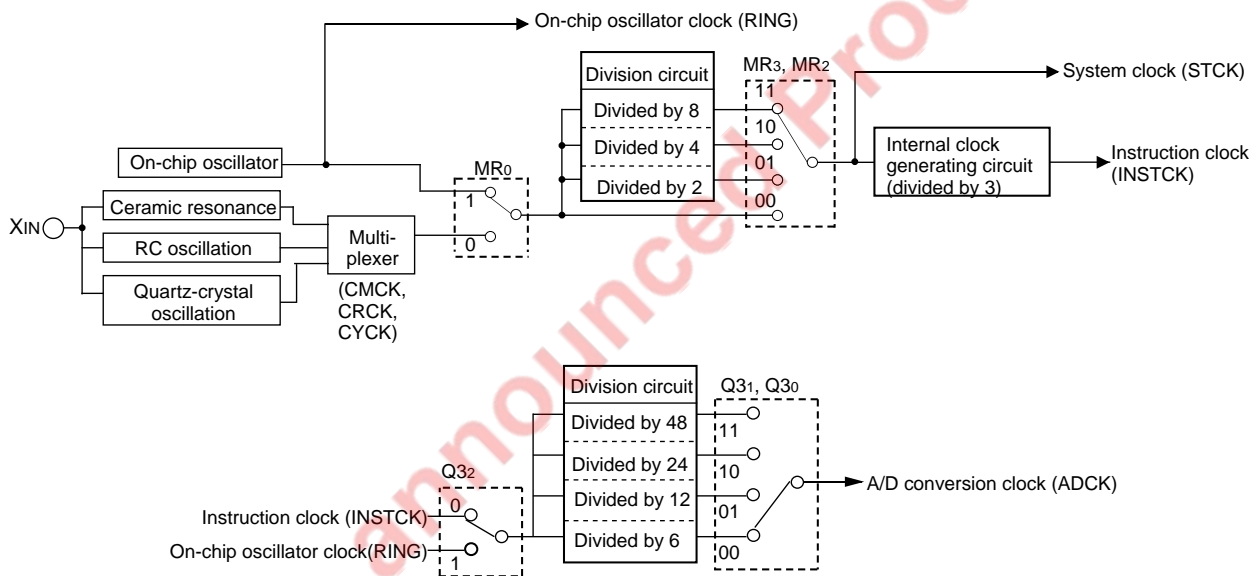 On-chip oscillator clock (RING)
Division circuit
MR3, MR2
System clock (STCK)
11
Divided by 8
10
On-chip oscillator
MR0
Divided by 4
Internal clock
generating circuit
(divided by 3)
Instruction clock
(INSTCK)
01
1
Divided by 2
Ceramic resonance
00
XIN
Multi-
plexer
0
RC oscillation
Quartz-crystal
oscillation
(CMCK,
CRCK,
CYCK)
Division circuit
Q31, Q30
Divided by 48
11
Divided by 24
10
Q32
A/D conversion clock (ADCK)
Divided by 12
0
01
Instruction clock (INSTCK)
Divided by 6
On-chip oscillator clock(RING)
00
1
announced Pro